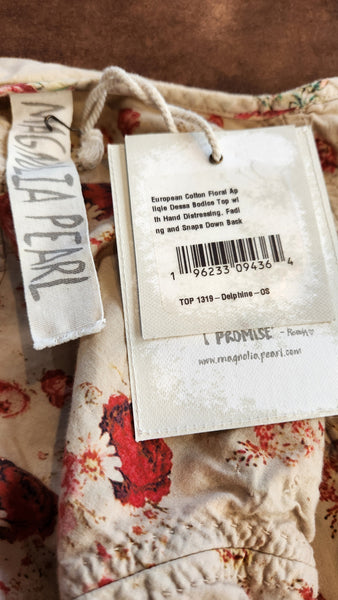 MAGNOLIA PEARL
European Cotton Floral Ap
liqie Dessa Bodice Top wi
th Hand Distressing, Fadi
ng and Snaps Down Back
1 96233 09436 4
TOP 1319-Delphine-OS
I PROMISE -
www.magnoliapearl.com